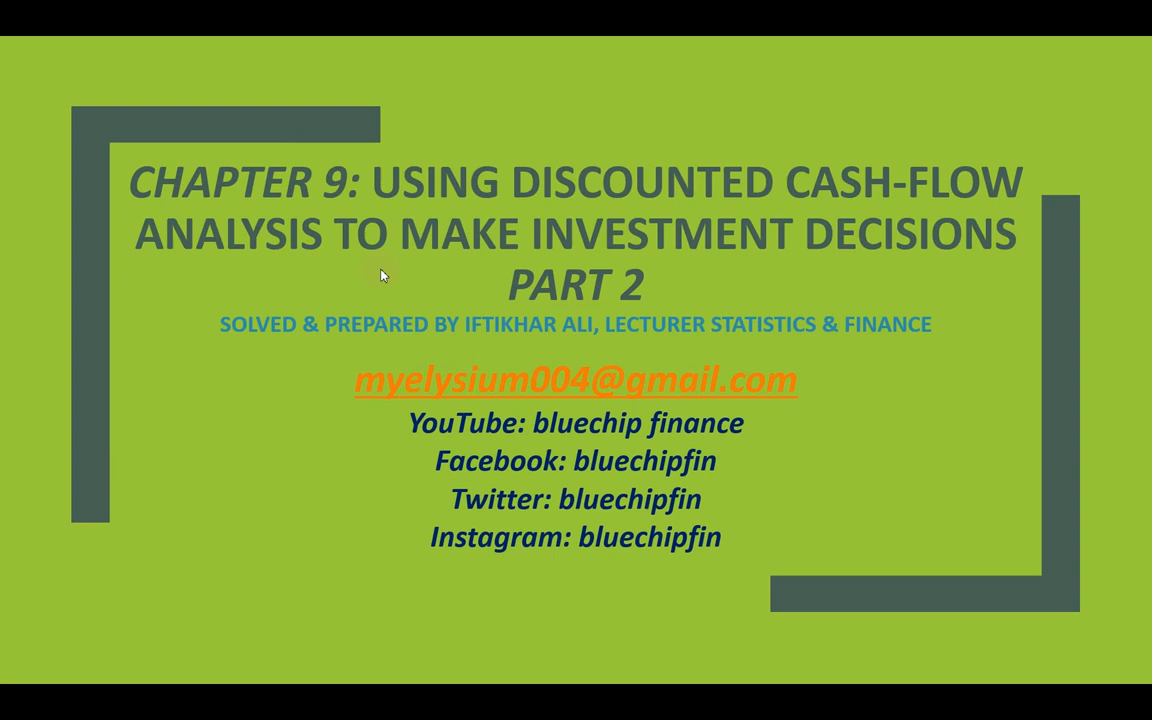 CHAPTER 9: USING DISCOUNTED CASH-FLOW
ANALYSIS TO MAKE INVESTMENT DECISIONS
PART 2
SOLVED & PREPARED BY IFTIKHAR ALI, LECTURER STATISTICS & FINANCE
myelysium004@gmail.com
YouTube: bluechip finance
Facebook: bluechipfin
Twitter: bluechipfin
Instagram: bluechipfin